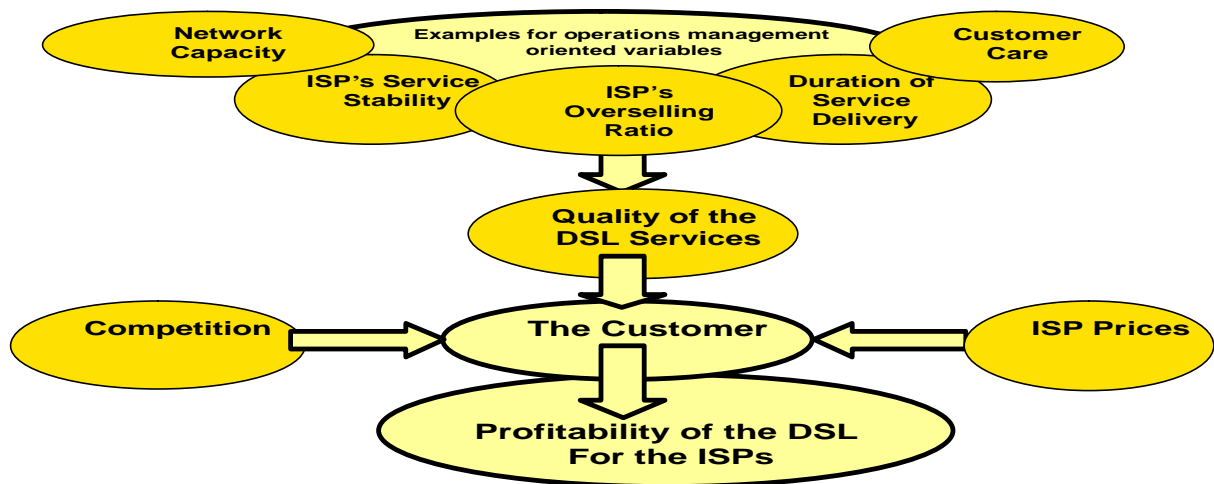 Network
Capacity
Examples for operations management
oriented variables
Customer
Care
ISP's Service
Stability
ISP's
Overselling
Ratio
Duration of
Service
Delivery
Quality of the
DSL Services
Competition
The Customer
ISP Prices
Profitability of the DSL
For the ISPs